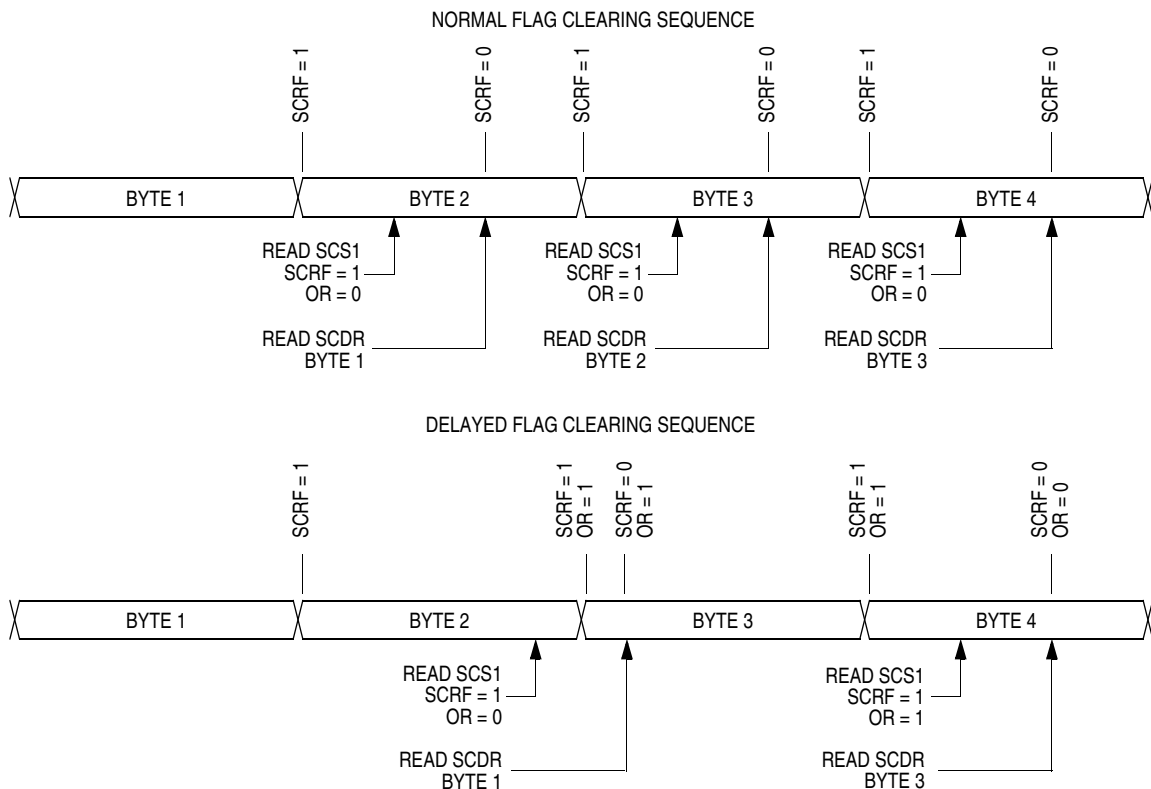 NORMAL FLAG CLEARING SEQUENCE
SCRF = 1
SCRF = 0
SCRF = 1
SCRF = 0
SCRF = 1
SCRF = 0
BYTE 1
BYTE 2
BYTE 3
BYTE 4
READ SCS1
SCRF = 1
OR = 0
READ SCS1
SCRF = 1
OR = 0
READ SCS1
SCRF = 1
OR = 0
READ SCDR
BYTE 1
READ SCDR
BYTE 2
READ SCDR
BYTE 3
DELAYED FLAG CLEARING SEQUENCE
SCRF = 1
SCRF = 1
OR = 1
SCRF = 0
OR = 1
SCRF = 1
OR = 1
SCRF = 0
OR = 0
BYTE 1
BYTE 2
BYTE 3
BYTE 4
READ SCS1
SCRF = 1
OR = 0
READ SCS1
SCRF = 1
OR = 1
READ SCDR
BYTE 1
READ SCDR
BYTE 3